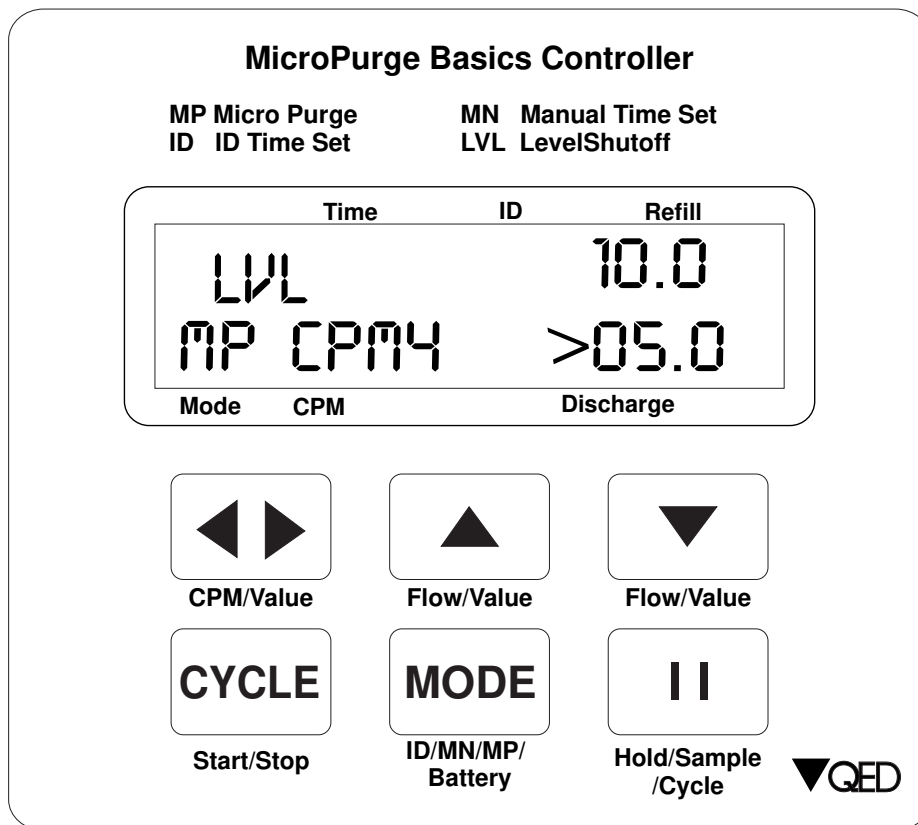 MicroPurge Basics Controller
MP Micro Purge MN Manual Time Set
ID ID Time Set LVL LevelShutoff
Time ID Refill
LVL 10.0
MP CPM4 >05.0
Mode CPM Discharge
CPM/Value Flow/Value Flow/Value
CYCLE MODE II
Start/Stop ID/MN/MP/ Hold/Sample
Battery /Cycle
QED